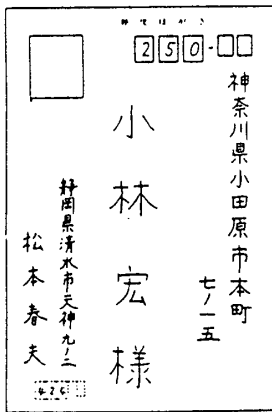 郵便はがき
250-
神奈川県小田原市本町
七ノ一五
小林宏様
静岡県清水市天神九ノ二
松本春夫
424